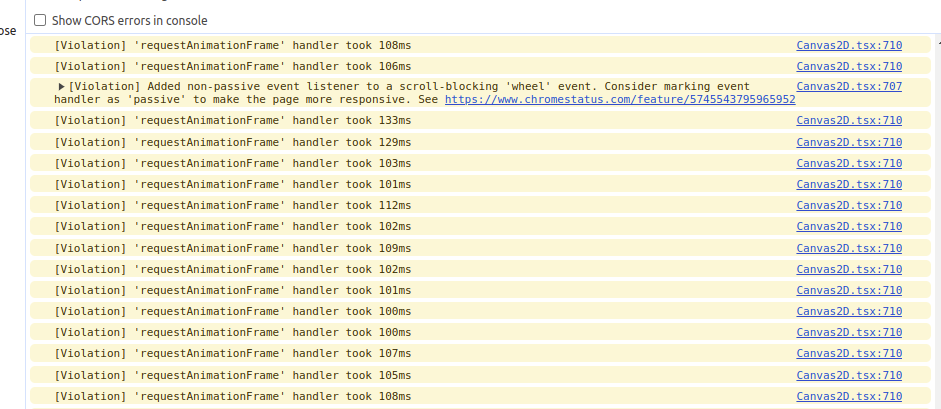 Show CORS errors in console
ose
[Violation] 'requestAnimationFrame' handler took 108ms Canvas2D.tsx:710
[Violation] 'requestAnimationFrame' handler took 106ms Canvas2D.tsx:710
[Violation] Added non-passive event listener to a scroll-blocking 'wheel' event. Consider marking event Canvas2D.tsx:707
handler as 'passive' to make the page more responsive. See https://www.chromestatus.com/feature/5745543795965952
[Violation] 'requestAnimationFrame' handler took 133ms Canvas2D.tsx:710
[Violation] 'requestAnimationFrame' handler took 129ms Canvas2D.tsx:710
[Violation] 'requestAnimationFrame' handler took 103ms Canvas2D.tsx:710
[Violation] 'requestAnimationFrame' handler took 101ms Canvas2D.tsx:710
[Violation] 'requestAnimationFrame' handler took 112ms Canvas2D.tsx:710
[Violation] 'requestAnimationFrame' handler took 102ms Canvas2D.tsx:710
[Violation] 'requestAnimationFrame' handler took 109ms Canvas2D.tsx:710
[Violation] 'requestAnimationFrame' handler took 102ms Canvas2D.tsx:710
[Violation] 'requestAnimationFrame' handler took 101ms Canvas2D.tsx:710
[Violation] 'requestAnimationFrame' handler took 100ms Canvas2D.tsx:710
[Violation] 'requestAnimationFrame' handler took 100ms Canvas2D.tsx:710
[Violation] 'requestAnimationFrame' handler took 107ms Canvas2D.tsx:710
[Violation] 'requestAnimationFrame' handler took 105ms Canvas2D.tsx:710
[Violation] 'requestAnimationFrame' handler took 108ms Canvas2D.tsx:710